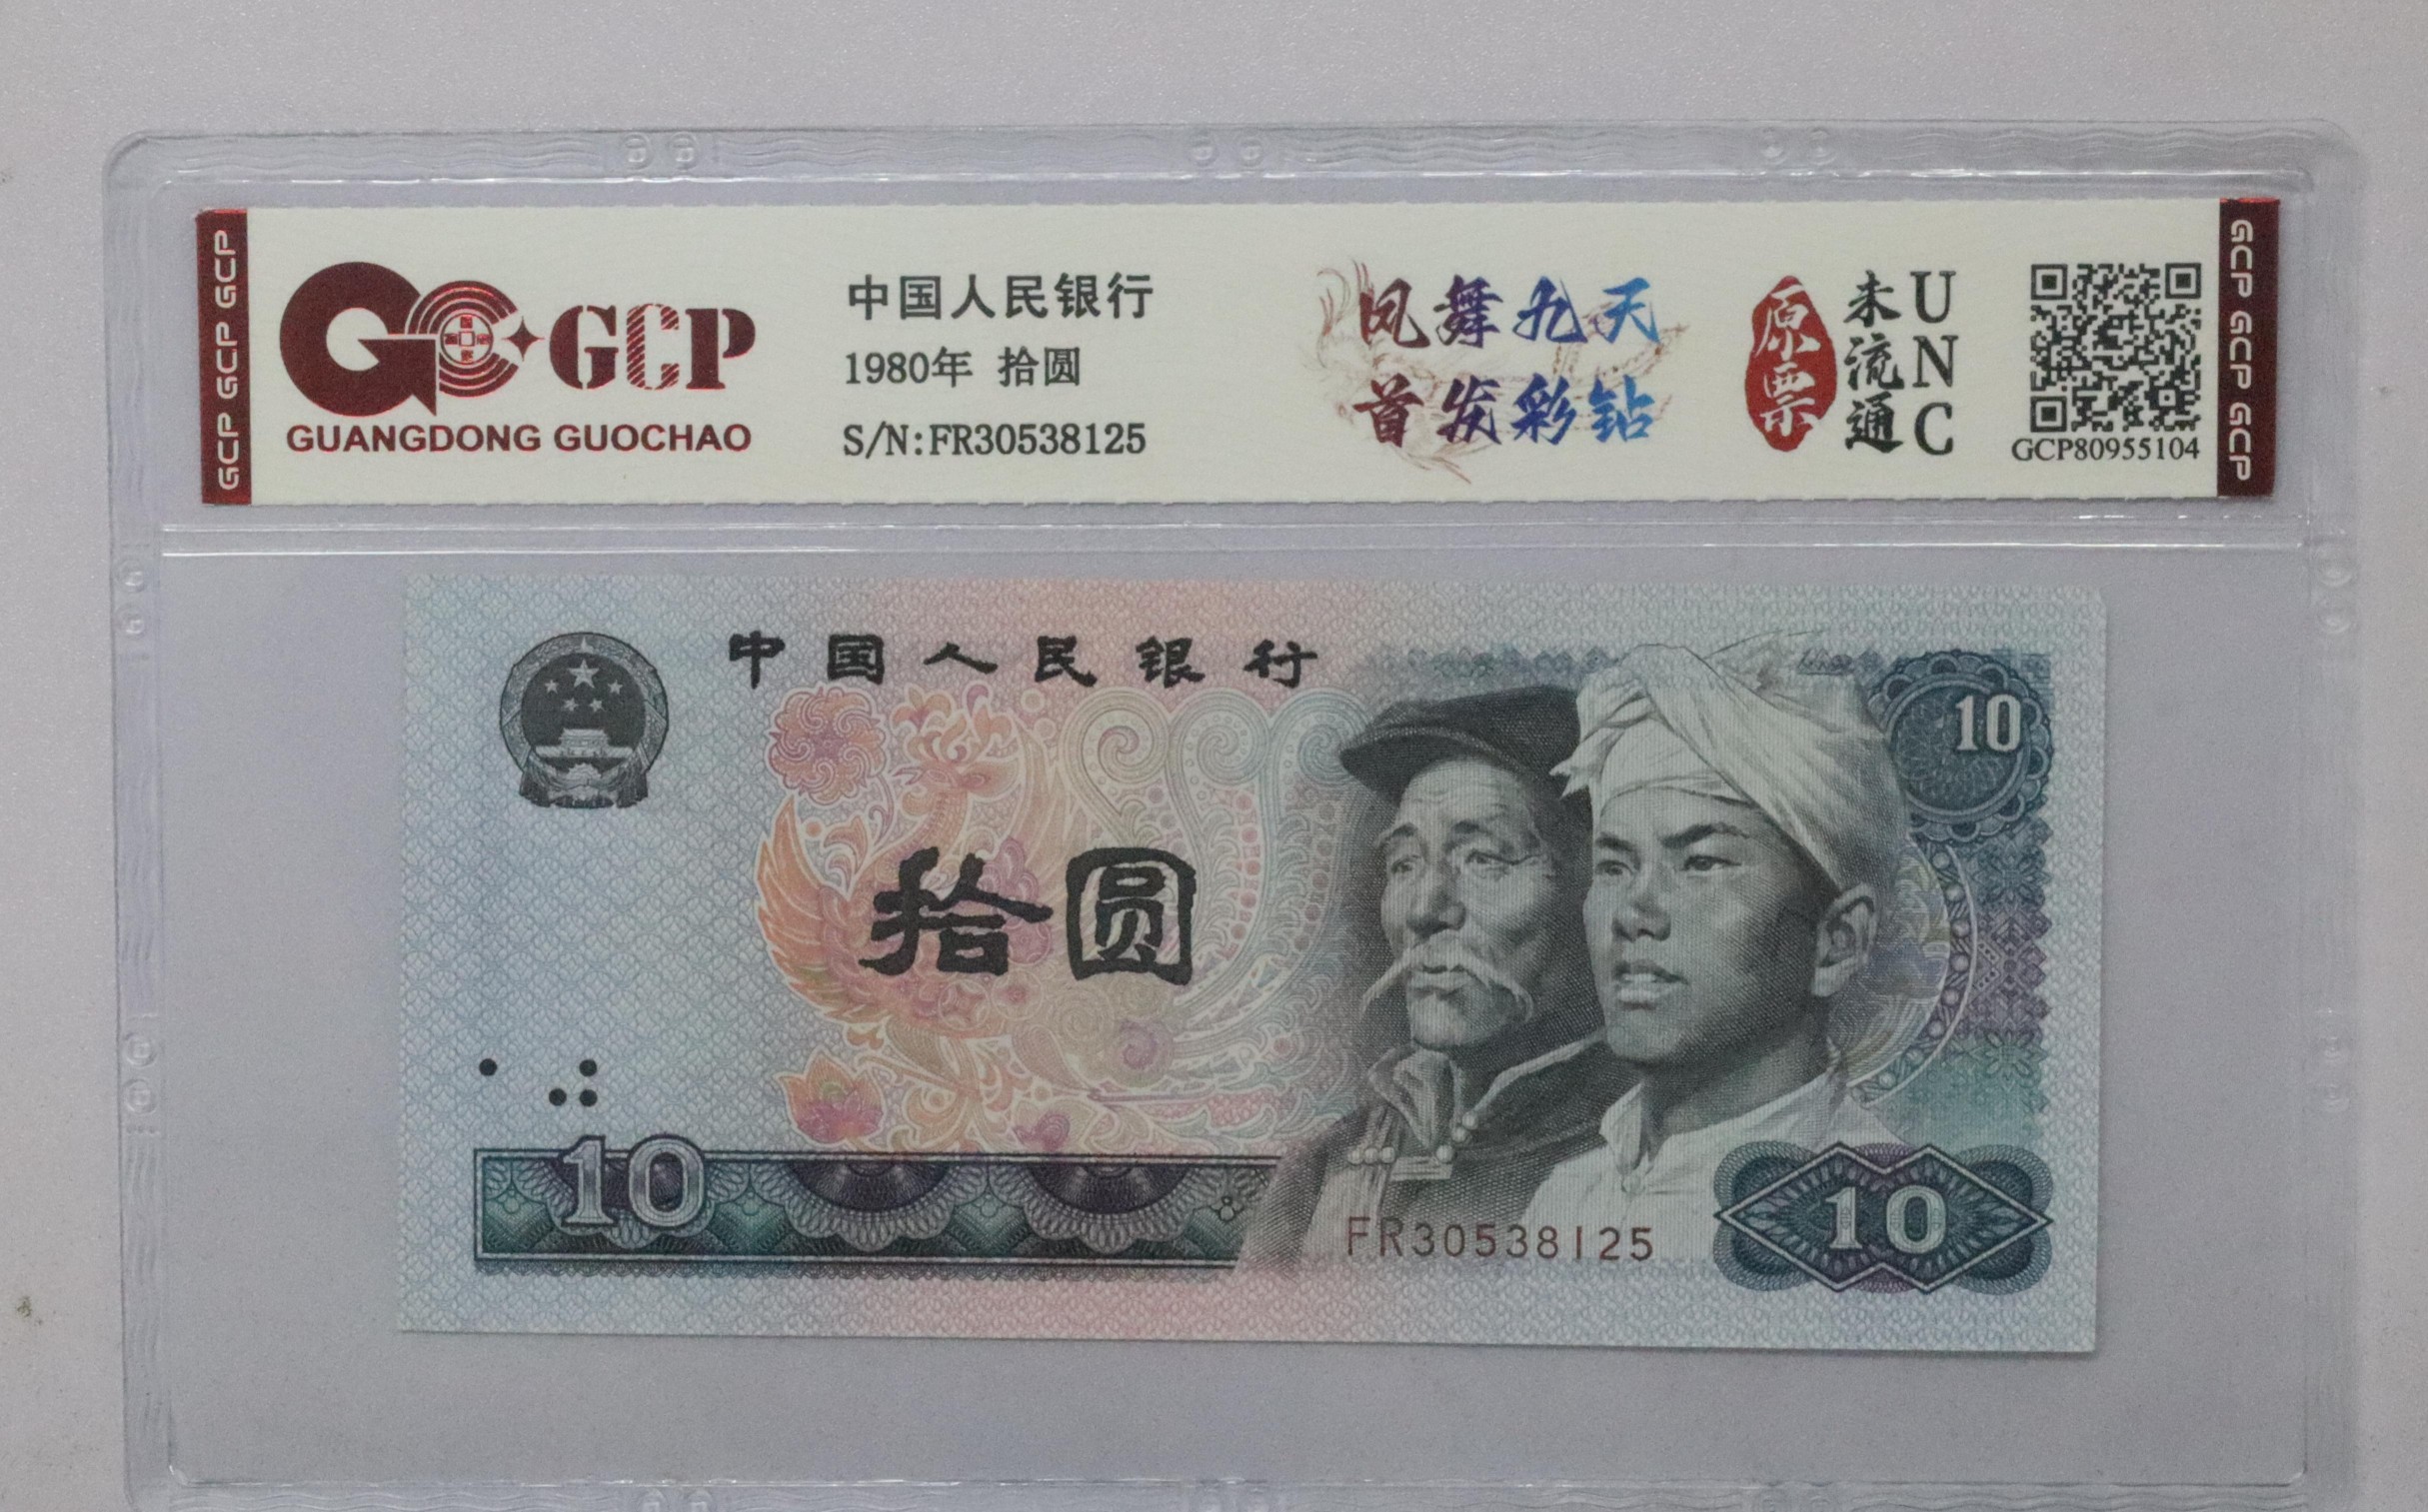 GCP GCP GCP
GCP
GUANGDONG GUOCHAO
中国人民银行
1980年 拾圆
S/N:FR30538125
凤舞九天
首发彩钻
原票
未流通
UNC
GCP80955104
GCP GCP GCP
中国人民银行
10
拾圆
10
FR30538125
10